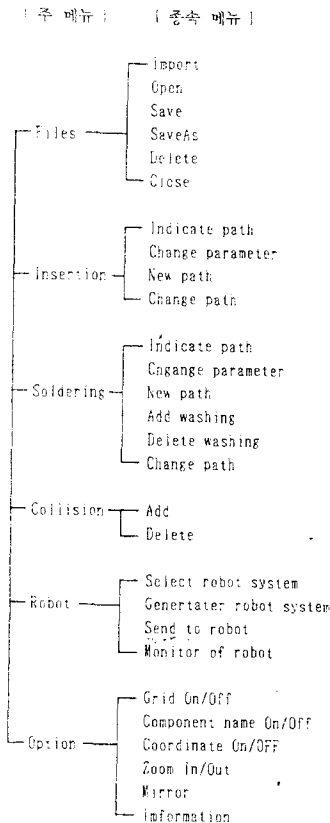 [ 주 메뉴 ] [ 종속 메뉴 ]
Files
Import
Open
Save
SaveAs
Delete
Close
Insertion
Indicate path
Change parameter
New path
Change path
Soldering
Indicate path
Cngange parameter
New path
Add washing
Delete washing
Change path
Collision
Add
Delete
Robot
Select robot system
Genertater robot system
Send to robot
Monitor of robot
Option
Grid On/Off
Component name On/Off
Coordinate On/OFF
Zoom In/Out
Mirror
Imformation